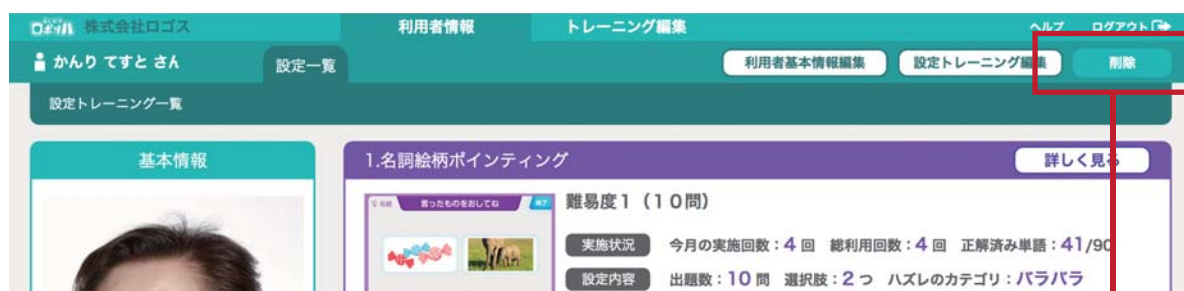 株式会社ロゴス 利用者情報 トレーニング編集 ヘルプ ログアウト
かんり てすと さん 設定一覧 利用者基本情報編集 設定トレーニング編集 削除
設定トレーニング一覧
基本情報
1.名詞絵柄ポインティング 詳しく見る
言ったものをおしてね 終了
難易度1(10問)
実施状況 今月の実施回数:4回 総利用回数:4回 正解済み単語:41/90
設定内容 出題数:10問 選択肢:2つ ハズレのカテゴリ:バラバラ